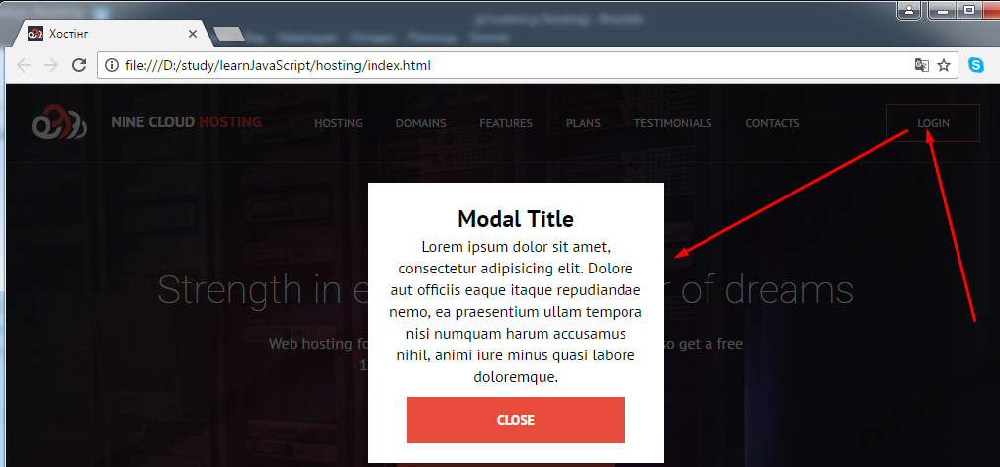 Хостінг
file:///D:/study/learnJavaScript/hosting/index.html
NINE CLOUD HOSTING
HOSTING
DOMAINS
FEATURES
PLANS
TESTIMONIALS
CONTACTS
LOGIN
Modal Title
Lorem ipsum dolor sit amet,
consectetur adipisicing elit. Dolore
aut officiis eaque itaque repudiandae
nemo, ea praesentium ullam tempora
nisi numquam harum accusamus
nihil, animi iure minus quasi labore
doloremque.
CLOSE
Strength in
r of dreams
Web hosting fo
so get a free
1